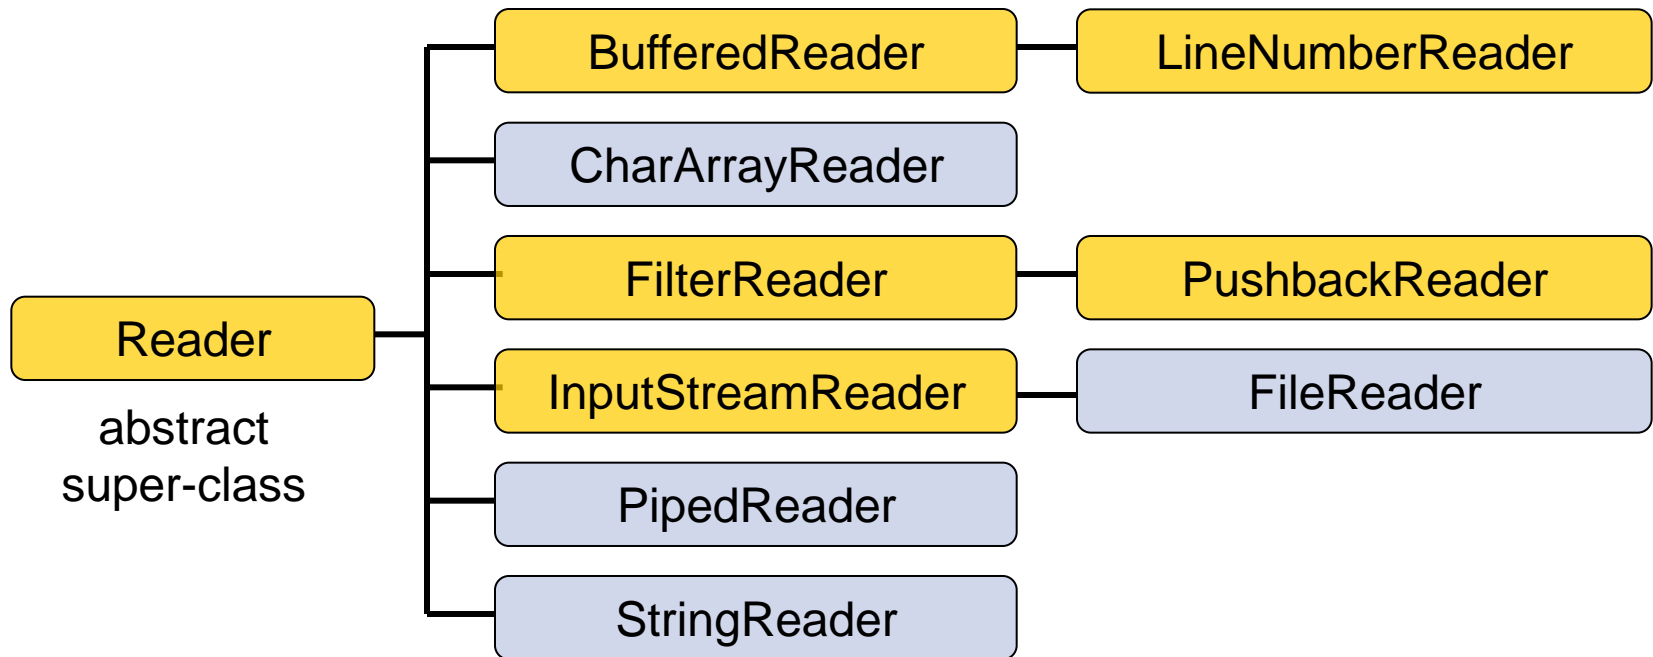 BufferedReader
LineNumberReader
CharArrayReader
FilterReader
PushbackReader
Reader
InputStreamReader
FileReader
abstract
super-class
PipedReader
StringReader